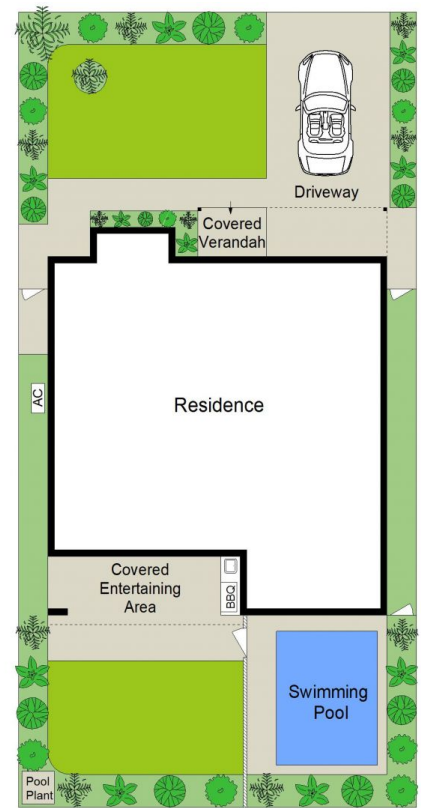 Driveway
Covered
Verandah
AC
Residence
Covered
Entertaining
Area
BBQ
Swimming
Pool
Pool
Plant